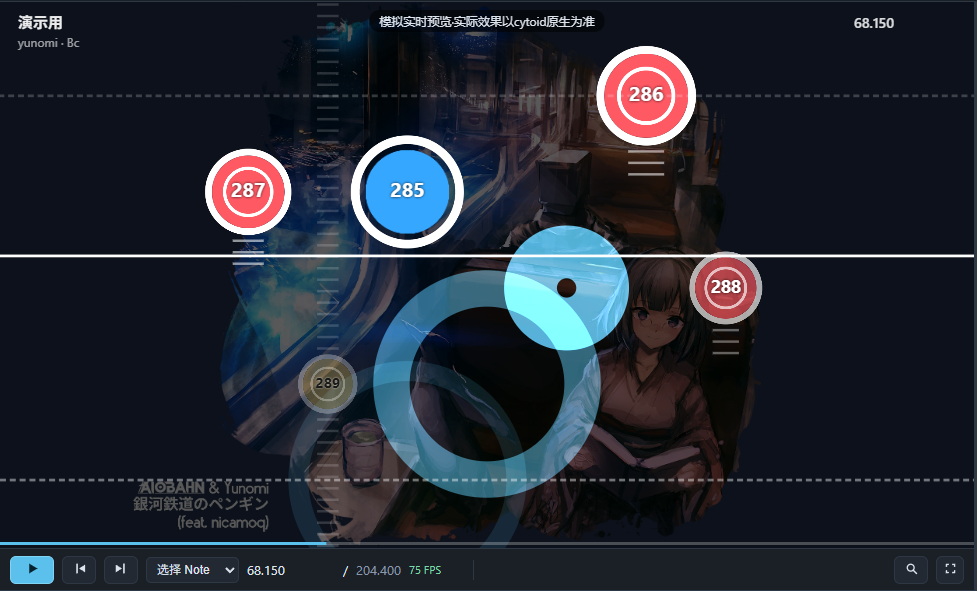 演示用
yunomi · Bc
模拟实时预览·实际效果以cytoid原生为准
68.150
286
287
285
288
289
AIOBAHN & Yunomi
銀河鉄道のペンギン
(feat. nicamoq)
选择 Note
68.150
/ 204.400
75 FPS